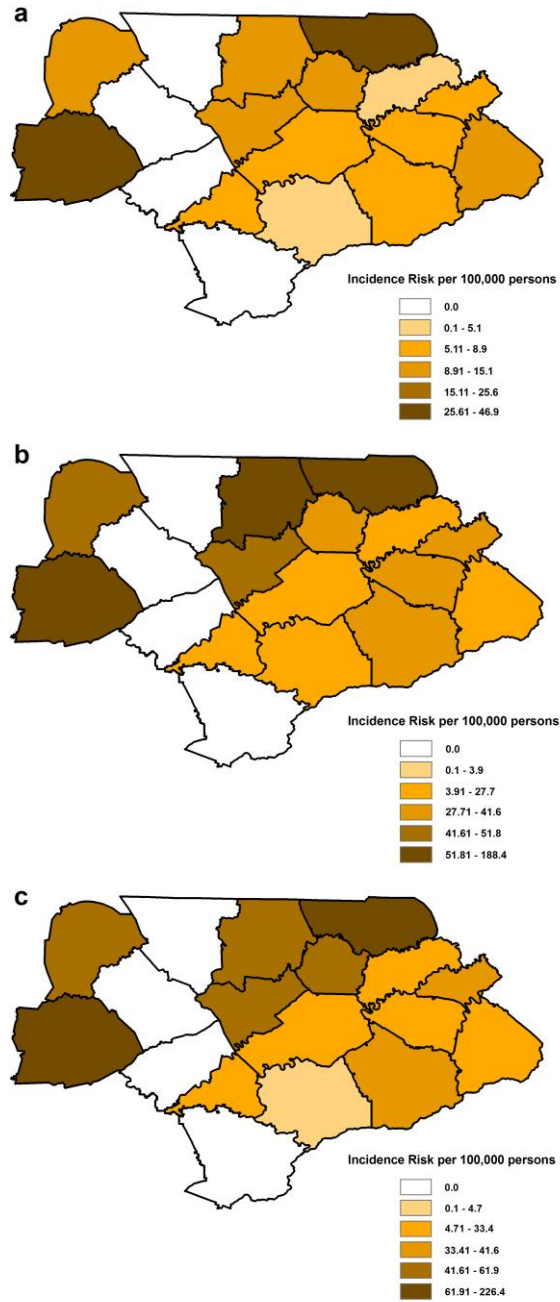 a
Incidence Risk per 100,000 persons
0.0
0.1 - 5.1
5.11 - 8.9
8.91 - 15.1
15.11 - 25.6
25.61 - 46.9
b
Incidence Risk per 100,000 persons
0.0
0.1 - 3.9
3.91 - 27.7
27.71 - 41.6
41.61 - 51.8
51.81 - 188.4
c
Incidence Risk per 100,000 persons
0.0
0.1 - 4.7
4.71 - 33.4
33.41 - 41.6
41.61 - 61.9
61.91 - 226.4